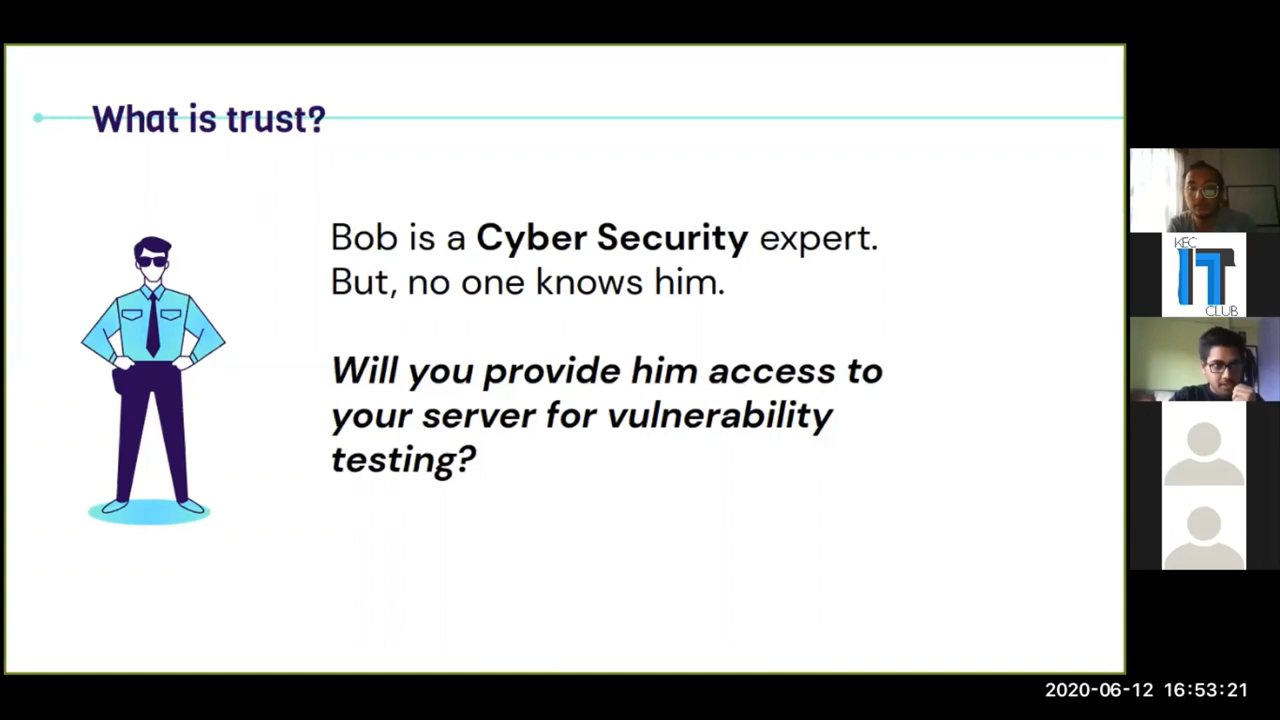 What is trust?
Bob is a Cyber Security expert.
But, no one knows him.
Will you provide him access to
your server for vulnerability
testing?
KEC
IT
CLUB
2020-06-12 16:53:21